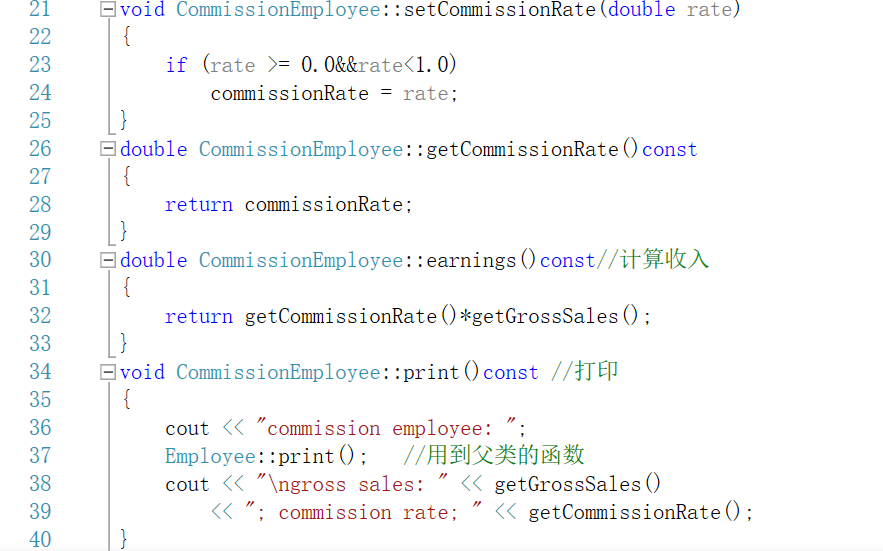 21 void CommissionEmployee::setCommissionRate(double rate)
22 {
23 if (rate >= 0.0&&rate<1.0)
24 commissionRate = rate;
25 }
26 double CommissionEmployee::getCommissionRate()const
27 {
28 return commissionRate;
29 }
30 double CommissionEmployee::earnings()const//计算收入
31 {
32 return getCommissionRate()*getGrossSales();
33 }
34 void CommissionEmployee::print()const //打印
35 {
36 cout << "commission employee: ";
37 Employee::print(); //用到父类的函数
38 cout << "\ngross sales: " << getGrossSales()
39 << "; commission rate; " << getCommissionRate();
40 }